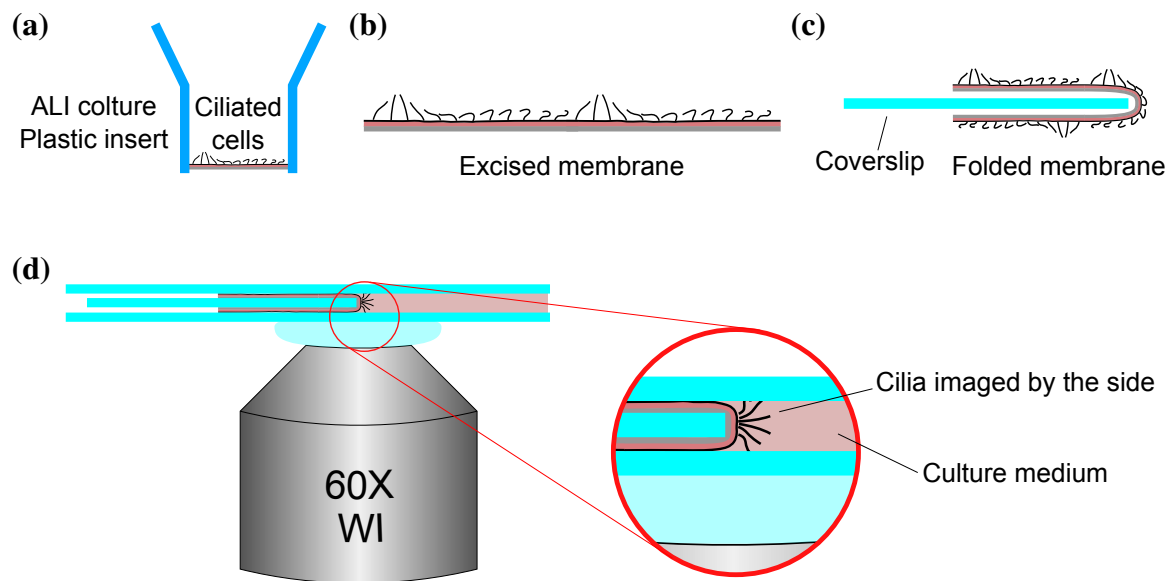 (a)
ALI colture
Plastic insert
Ciliated
cells
(b)
Excised membrane
(c)
Coverslip
Folded membrane
(d)
60X
WI
Cilia imaged by the side
Culture medium